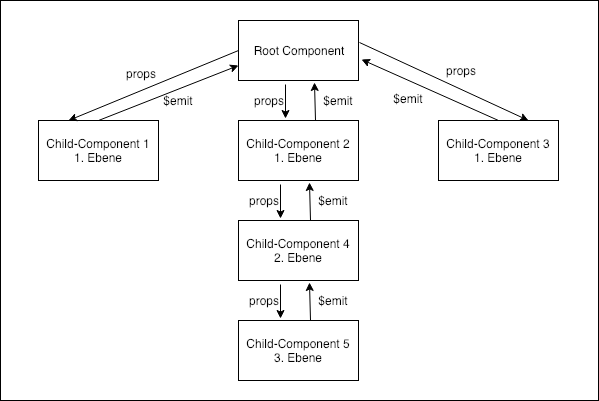 Root Component
props
$emit
props
$emit
props
$emit
Child-Component 1
1. Ebene
Child-Component 2
1. Ebene
Child-Component 3
1. Ebene
props
$emit
Child-Component 4
2. Ebene
props
$emit
Child-Component 5
3. Ebene